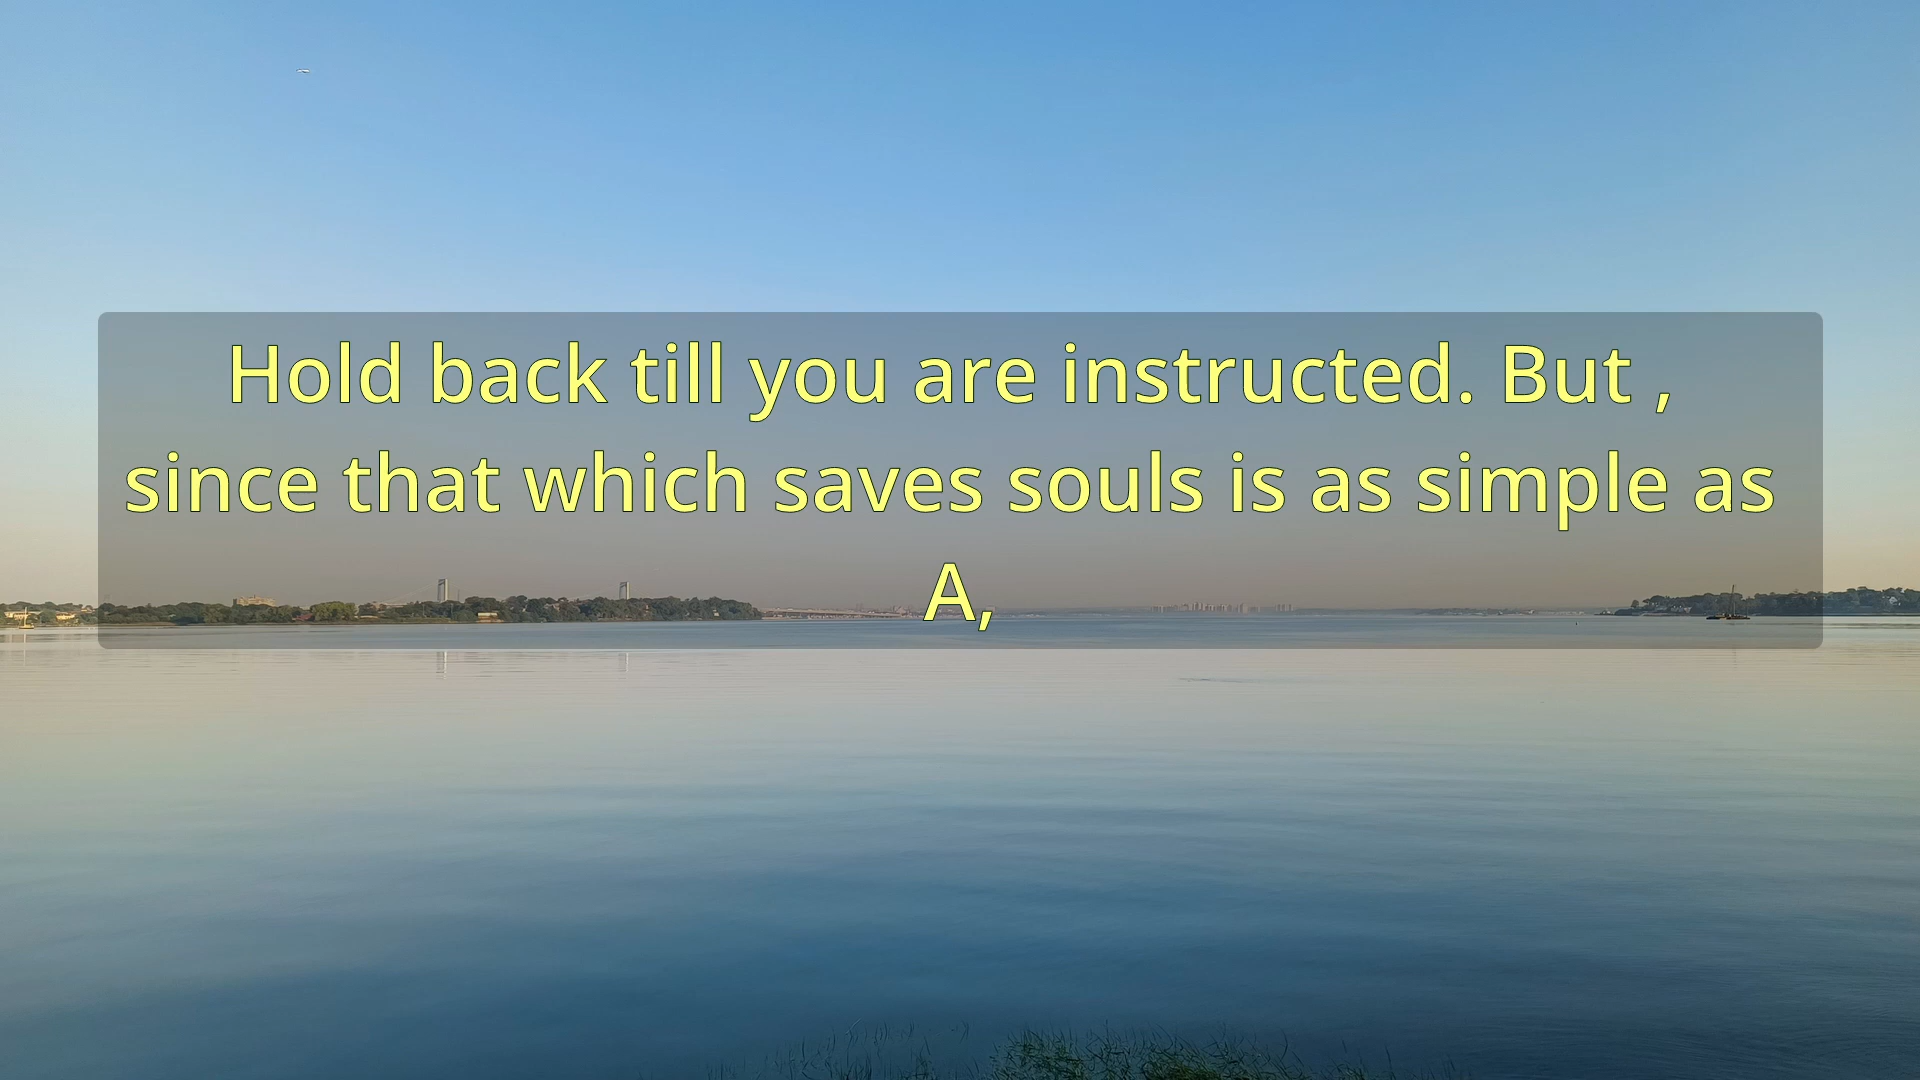 Hold back till you are instructed. But ,
since that which saves souls is as simple as
A,